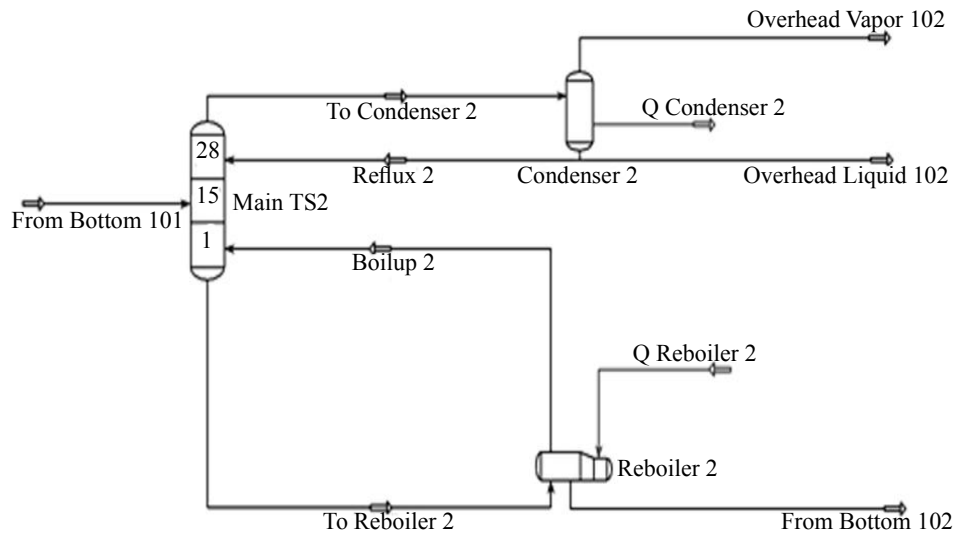 Overhead Vapor 102
To Condenser 2
Q Condenser 2
28
Reflux 2
Condenser 2
Overhead Liquid 102
15
Main TS2
From Bottom 101
1
Boilup 2
Q Reboiler 2
Reboiler 2
To Reboiler 2
From Bottom 102